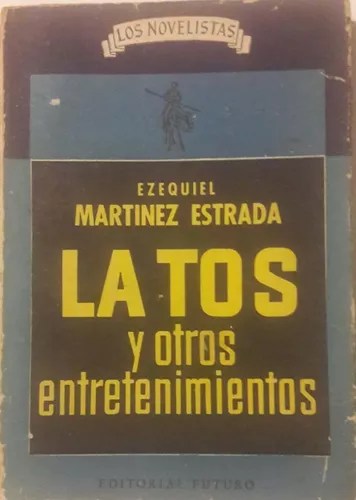 LOS NOVELISTAS
EZEQUIEL
MARTINEZ ESTRADA
LA TOS
y otros
entretenimientos
EDITORIAL FUTURO